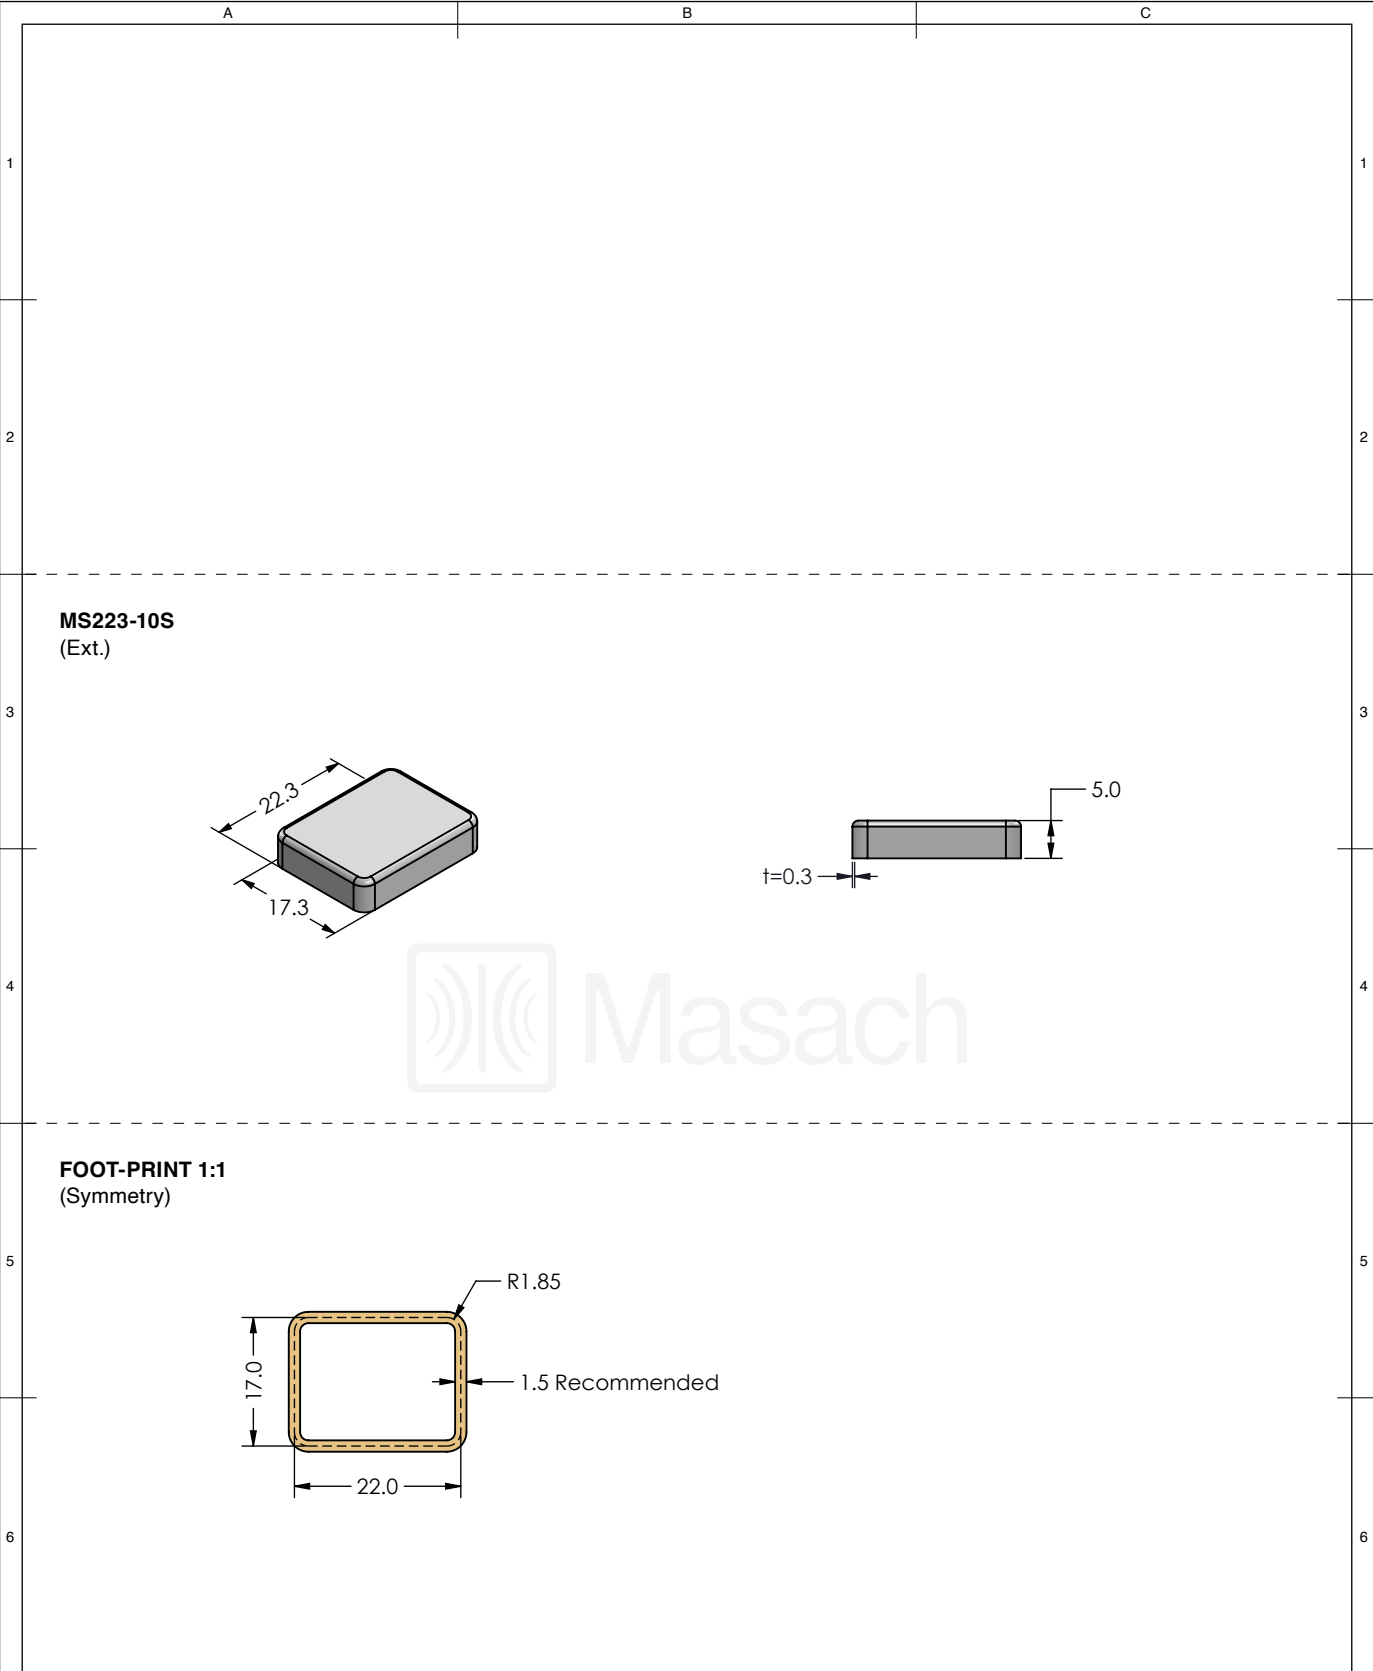 A B C
1 1
2 2
MS223-10S
(Ext.)
3 3
22.3
17.3
5.0
t=0.3
4 4
Masach
FOOT-PRINT 1:1
(Symmetry)
5 5
R1.85
17.0
1.5 Recommended
22.0
6 6